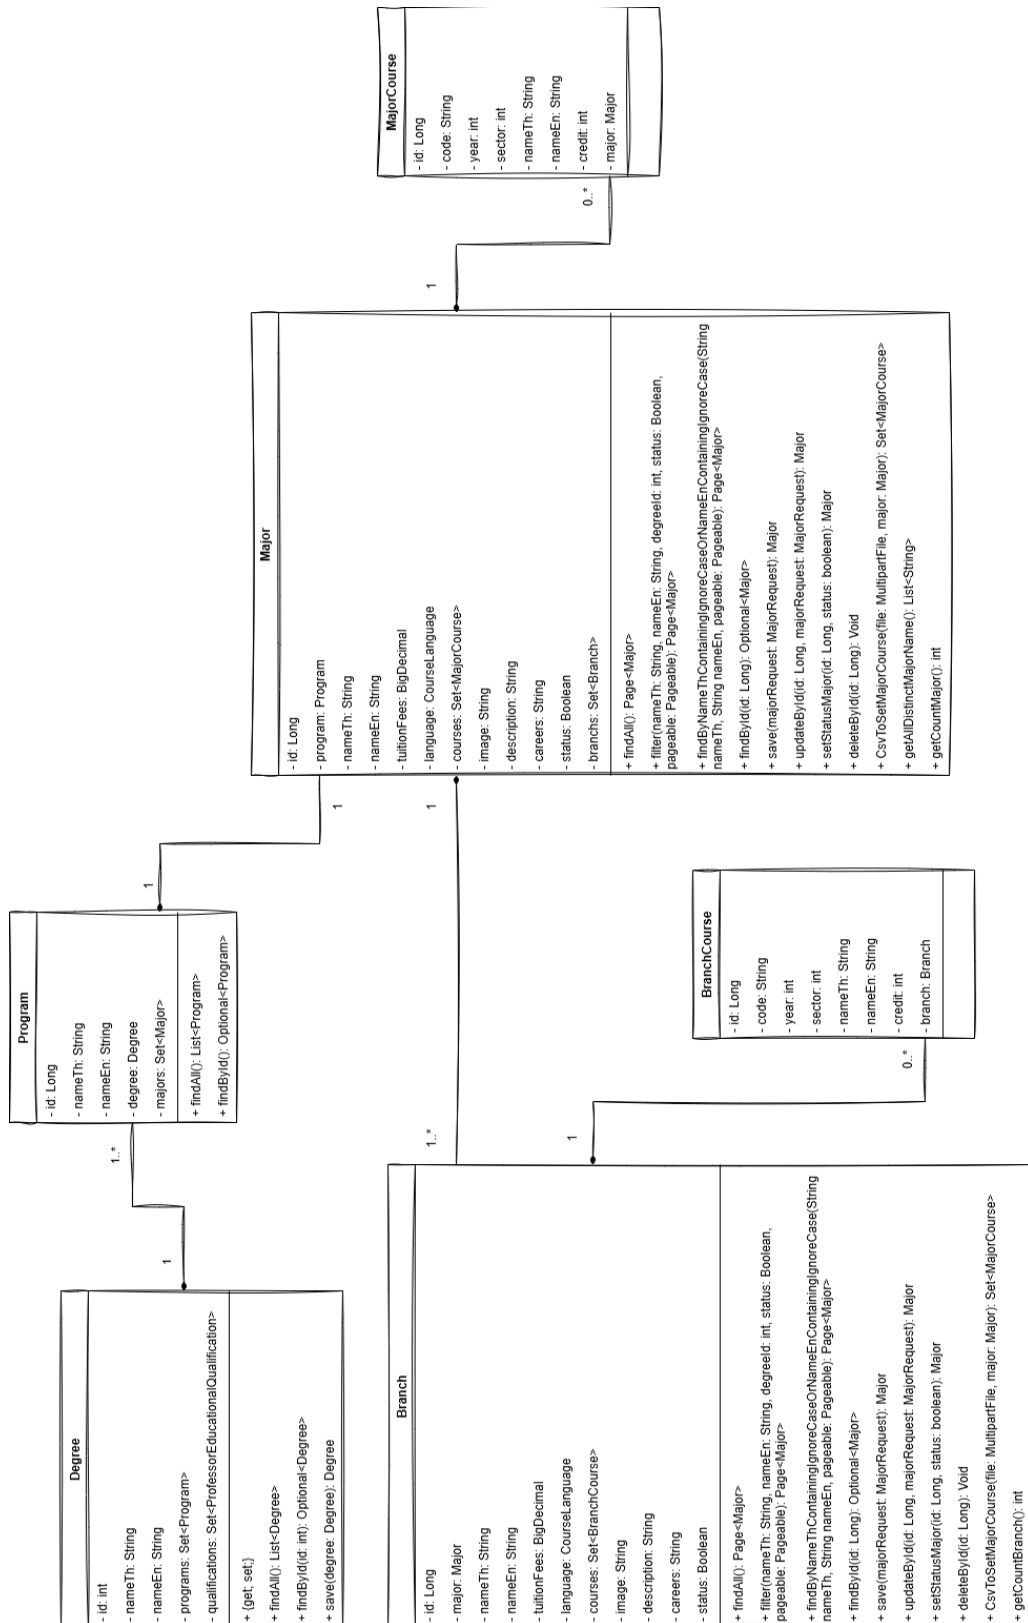 Degree
- id: int
- nameTh: String
- nameEn: String
- programs: Set<Program>
- qualifications: Set<ProfessorEducationalQualification>
+ {get; set;}
+ findAll(): List<Degree>
+ findById(id: int): Optional<Degree>
+ save(degree: Degree): Degree
1
1..*
Program
- id: Long
- nameTh: String
- nameEn: String
- degree: Degree
- majors: Set<Major>
+ findAll(): List<Program>
+ findById(): Optional<Program>
1
1
Major
- id: Long
- program: Program
- nameTh: String
- nameEn: String
- tuitionFees: BigDecimal
- language: CourseLanguage
- courses: Set<MajorCourse>
- image: String
- description: String
- careers: String
- status: Boolean
- branchs: Set<Branch>
+ findAll(): Page<Major>
+ filter(nameTh: String, nameEn: String, degreeId: int, status: Boolean,
pageable: Pageable): Page<Major>
+ findByNameThContainingIgnoreCaseOrNameEnContainingIgnoreCase(String
nameTh, String nameEn, pageable: Pageable): Page<Major>
+ findById(id: Long): Optional<Major>
+ save(majorRequest: MajorRequest): Major
+ updateById(id: Long, majorRequest: MajorRequest): Major
+ setStatusMajor(id: Long, status: boolean): Major
+ deleteById(id: Long): Void
+ CsvToSetMajorCourse(file: MultipartFile, major: Major): Set<MajorCourse>
+ getAllDistinctMajorName(): List<String>
+ getCountMajor(): int
1
0..*
MajorCourse
- id: Long
- code: String
- year: int
- sector: int
- nameTh: String
- nameEn: String
- credit: int
- major: Major
1..*
1
Branch
- id: Long
- major: Major
- nameTh: String
- nameEn: String
- tuitionFees: BigDecimal
- language: CourseLanguage
- courses: Set<BranchCourse>
- image: String
- description: String
- careers: String
- status: Boolean
+ findAll(): Page<Major>
+ filter(nameTh: String, nameEn: String, degreeId: int, status: Boolean,
pageable: Pageable): Page<Major>
+ findByNameThContainingIgnoreCaseOrNameEnContainingIgnoreCase(String
nameTh, String nameEn, pageable: Pageable): Page<Major>
+ findById(id: Long): Optional<Major>
+ save(majorRequest: MajorRequest): Major
+ updateById(id: Long, majorRequest: MajorRequest): Major
+ setStatusMajor(id: Long, status: boolean): Major
+ deleteById(id: Long): Void
+ CsvToSetMajorCourse(file: MultipartFile, major: Major): Set<MajorCourse>
+ getCountBranch(): int
1
0..*
BranchCourse
- id: Long
- code: String
- year: int
- sector: int
- nameTh: String
- nameEn: String
- credit: int
- branch: Branch